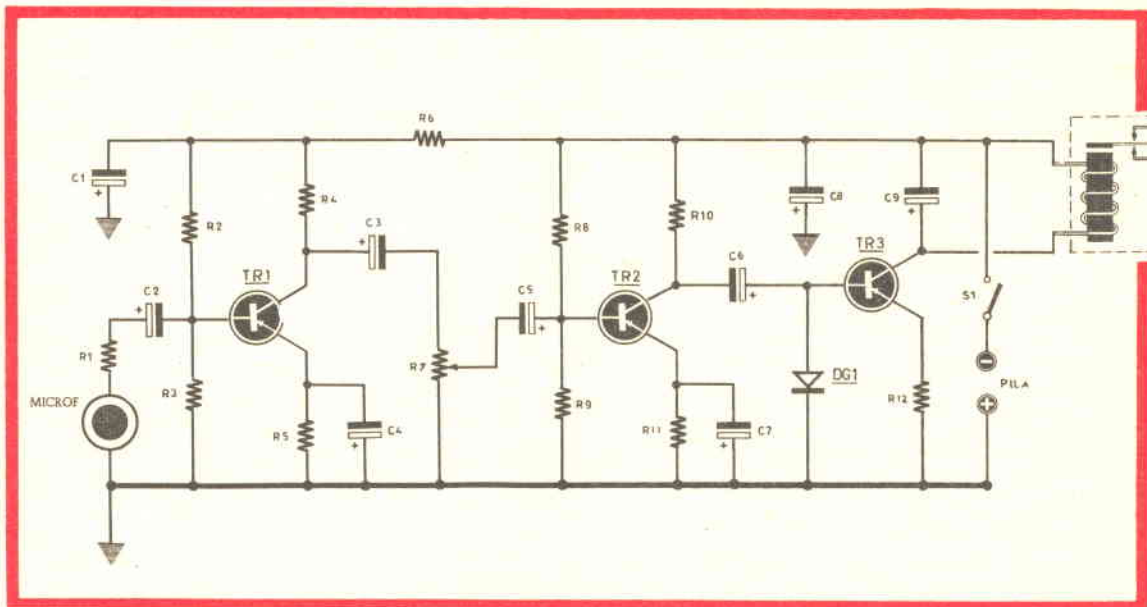 R6
C1
R2
R4
C3
R8
R10
C8
C9
TR1
TR2
TR3
C2
C5
C6
S1
R1
R3
R7
DG1
PILA
MICROF
R5
C4
R9
R11
C7
R12
-
+
+
+
+
+
+
+
+
+
+